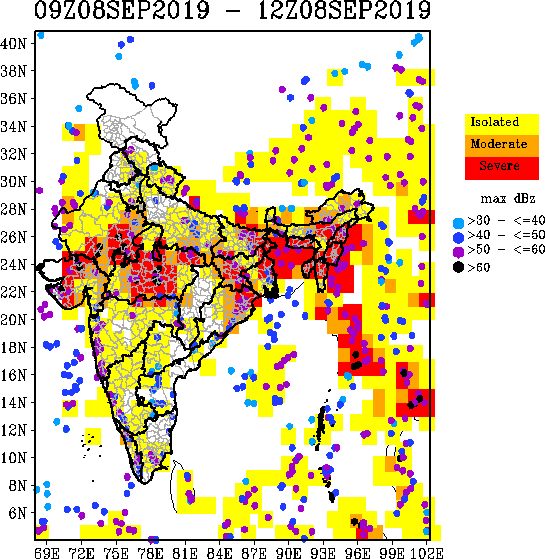 09Z08SEP2019 - 12Z08SEP2019
40N
38N
36N
34N
32N
30N
28N
26N
24N
22N
20N
18N
16N
14N
12N
10N
8N
6N
69E 72E 75E 78E 81E 84E 87E 90E 93E 96E 99E 102E
Isolated
Moderate
Severe
max dBz
>30 - <=40
>40 - <=50
>50 - <=60
>60